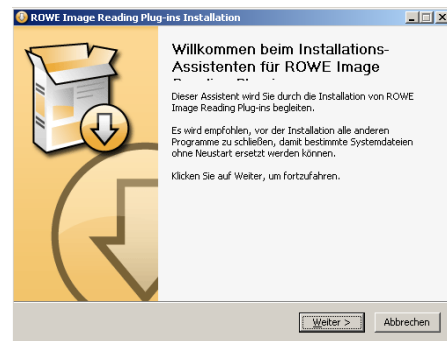 ROWE Image Reading Plug-ins Installation
Willkommen beim Installations-
Assistenten für ROWE Image
Dieser Assistent wird Sie durch die Installation von ROWE
Image Reading Plug-ins begleiten.
Es wird empfohlen, vor der Installation alle anderen
Programme zu schließen, damit bestimmte Systemdateien
ohne Neustart ersetzt werden können.
Klicken Sie auf Weiter, um fortzufahren.
Weiter >
Abbrechen